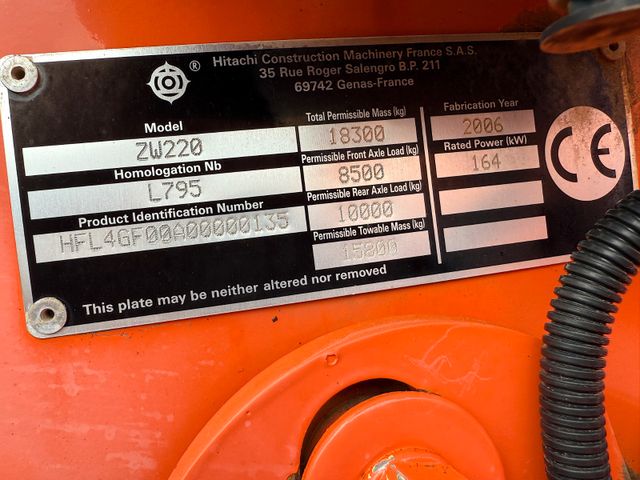 ®
Hitachi Construction Machinery France S.A.S.
35 Rue Roger Salengro B.P. 211
69742 Genas-France
Model
ZW220
Homologation Nb
L795
Product Identification Number
HFL4GF00A00000135
Total Permissible Mass (kg)
18300
Permissible Front Axle Load (kg)
8500
Permissible Rear Axle Load (kg)
10000
Permissible Towable Mass (kg)
15800
Fabrication Year
2006
Rated Power (kW)
164
CE
This plate may be neither altered nor removed